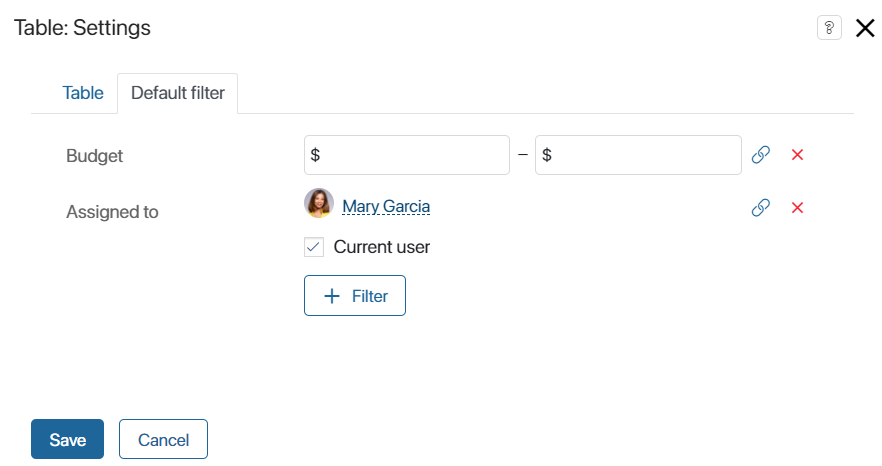 Table: Settings
?
Table Default filter
Budget $ – $
Assigned to Mary Garcia
Current user
+ Filter
Save Cancel